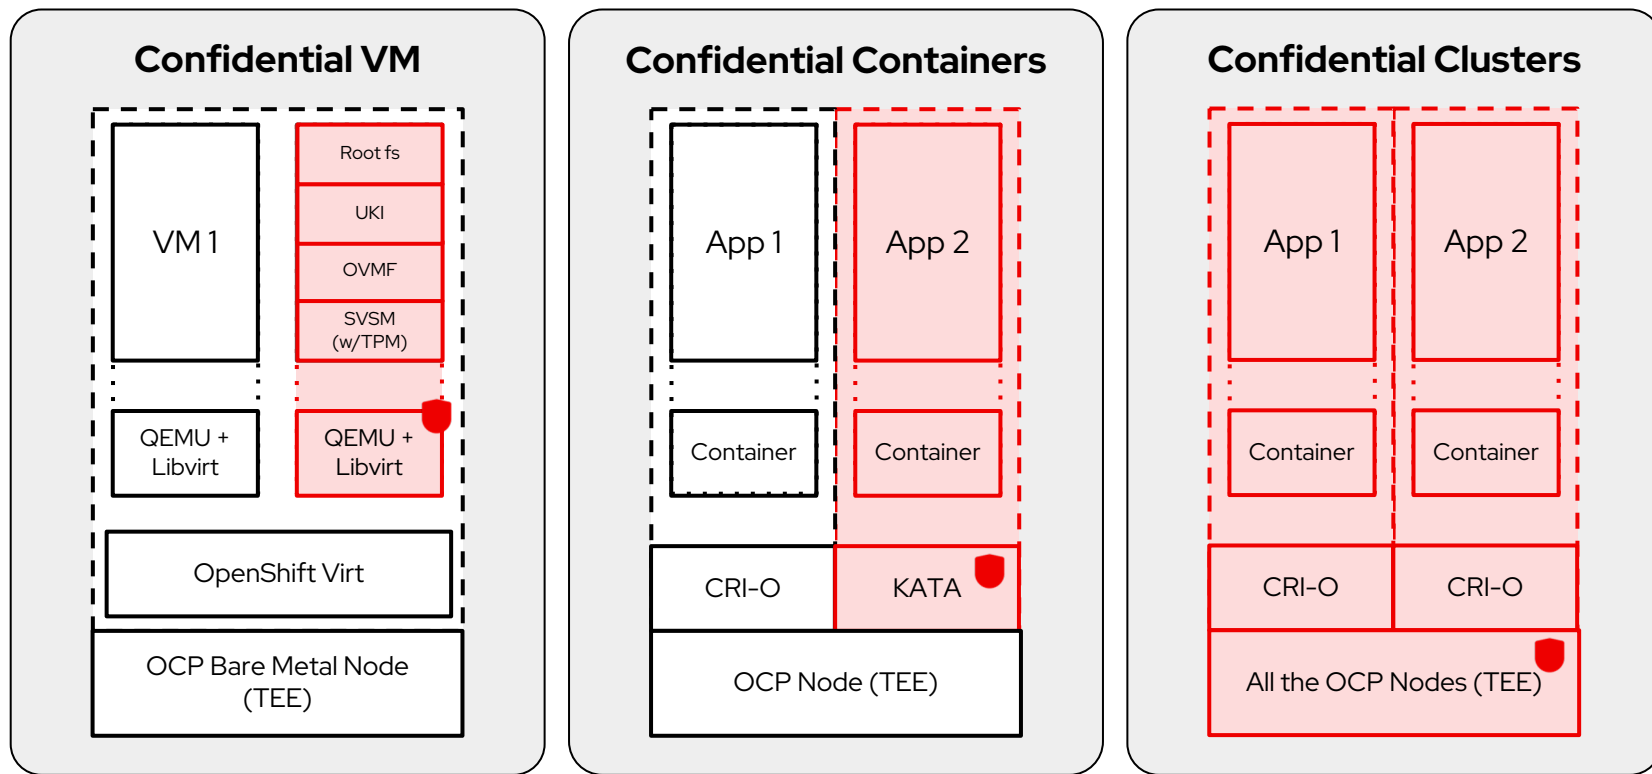 Confidential VM
VM 1
Root fs
UKI
OVMF
SVSM
(w/TPM)
QEMU +
Libvirt
QEMU +
Libvirt
OpenShift Virt
OCP Bare Metal Node
(TEE)
Confidential Containers
App 1
App 2
Container
Container
CRI-O
KATA
OCP Node (TEE)
Confidential Clusters
App 1
App 2
Container
Container
CRI-O
CRI-O
All the OCP Nodes (TEE)